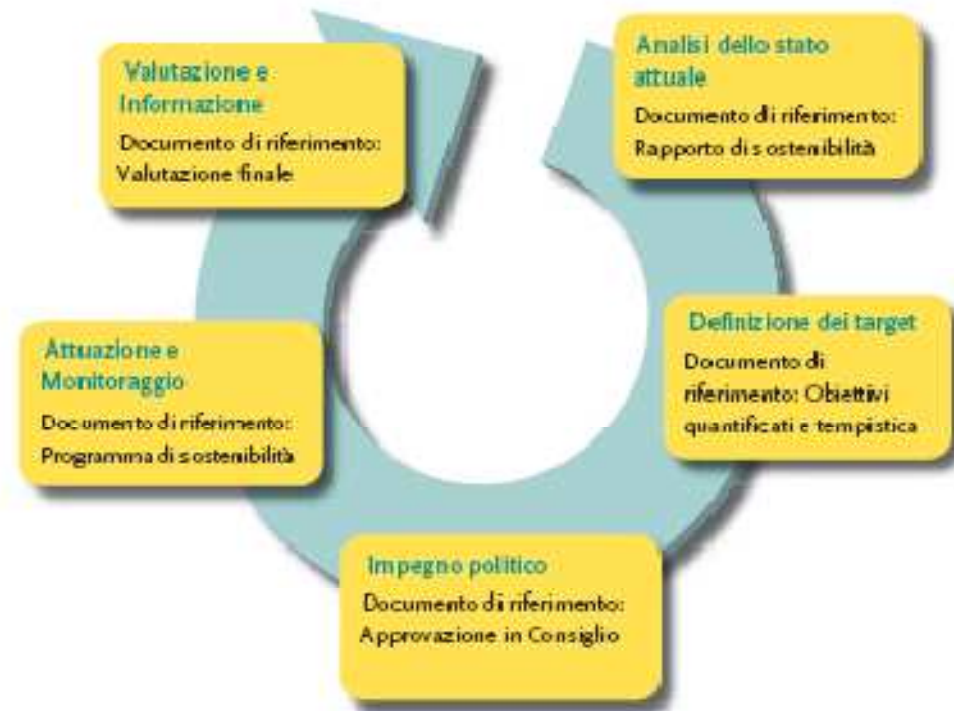 Valutazione e
Informazione
Documento di riferimento:
Valutazione finale
Analisi dello stato
attuale
Documento di riferimento:
Rapporto di sostenibilità
Definizione dei target
Documento di
riferimento: Obiettivi
quantificati e tempistica
Impegno politico
Documento di riferimento:
Approvazione in Consiglio
Attuazione e
Monitoraggio
Documento di riferimento:
Programma di sostenibilità